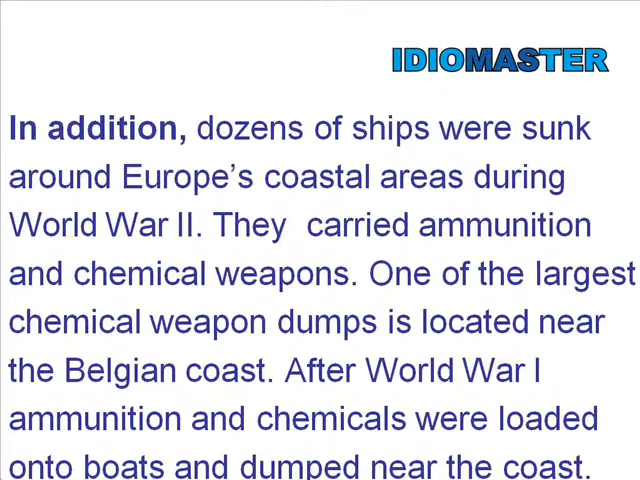 IDIOMASTER
In addition, dozens of ships were sunk
around Europe’s coastal areas during
World War II. They carried ammunition
and chemical weapons. One of the largest
chemical weapon dumps is located near
the Belgian coast. After World War I
ammunition and chemicals were loaded
onto boats and dumped near the coast.